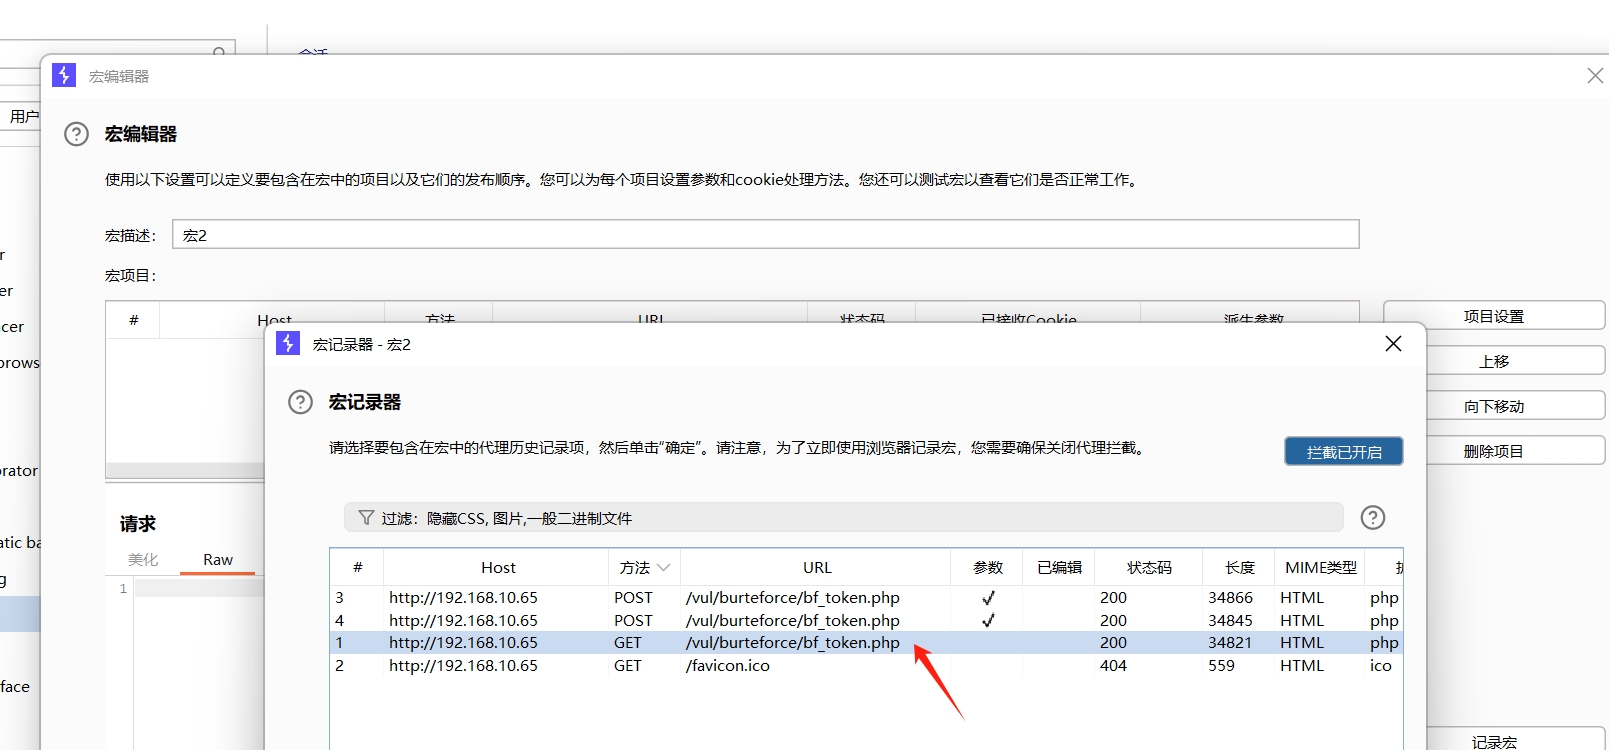 会话
宏编辑器
用户
宏编辑器
使用以下设置可以定义要包含在宏中的项目以及它们的发布顺序。您可以为每个项目设置参数和cookie处理方法。您还可以测试宏以查看它们是否正常工作。
宏描述： 宏2
宏项目：
# Host 方法 URL 状态码 已接收Cookie 派生参数
项目设置
上移
向下移动
删除项目
r
er
cer
brows
orator
atic ba
g
face
请求
美化 Raw
1
宏记录器 - 宏2
宏记录器
请选择要包含在宏中的代理历史记录项，然后单击“确定”。请注意，为了立即使用浏览器记录宏，您需要确保关闭代理拦截。
拦截已开启
过滤：隐藏CSS, 图片,一般二进制文件
# Host 方法 URL 参数 已编辑 状态码 长度 MIME类型
3 http://192.168.10.65 POST /vul/burteforce/bf_token.php ✓ 200 34866 HTML php
4 http://192.168.10.65 POST /vul/burteforce/bf_token.php ✓ 200 34845 HTML php
1 http://192.168.10.65 GET /vul/burteforce/bf_token.php 200 34821 HTML php
2 http://192.168.10.65 GET /favicon.ico 404 559 HTML ico
记录宏